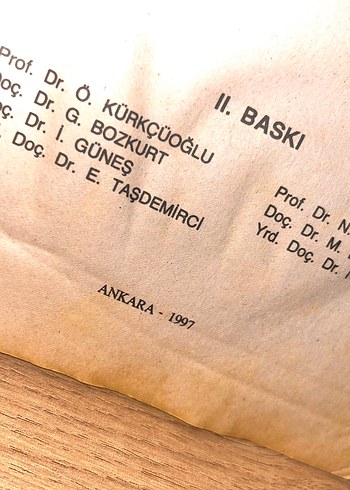 II. BASKI
Prof. Dr. Ö. KÜRKÇÜOĞLU
Doç. Dr. G. BOZKURT
Doç. Dr. İ. GÜNEŞ
Doç. Dr. E. TAŞDEMİRCİ
Prof. Dr. N.
Doç. Dr. M.
Yrd. Doç. Dr.
ANKARA - 1997